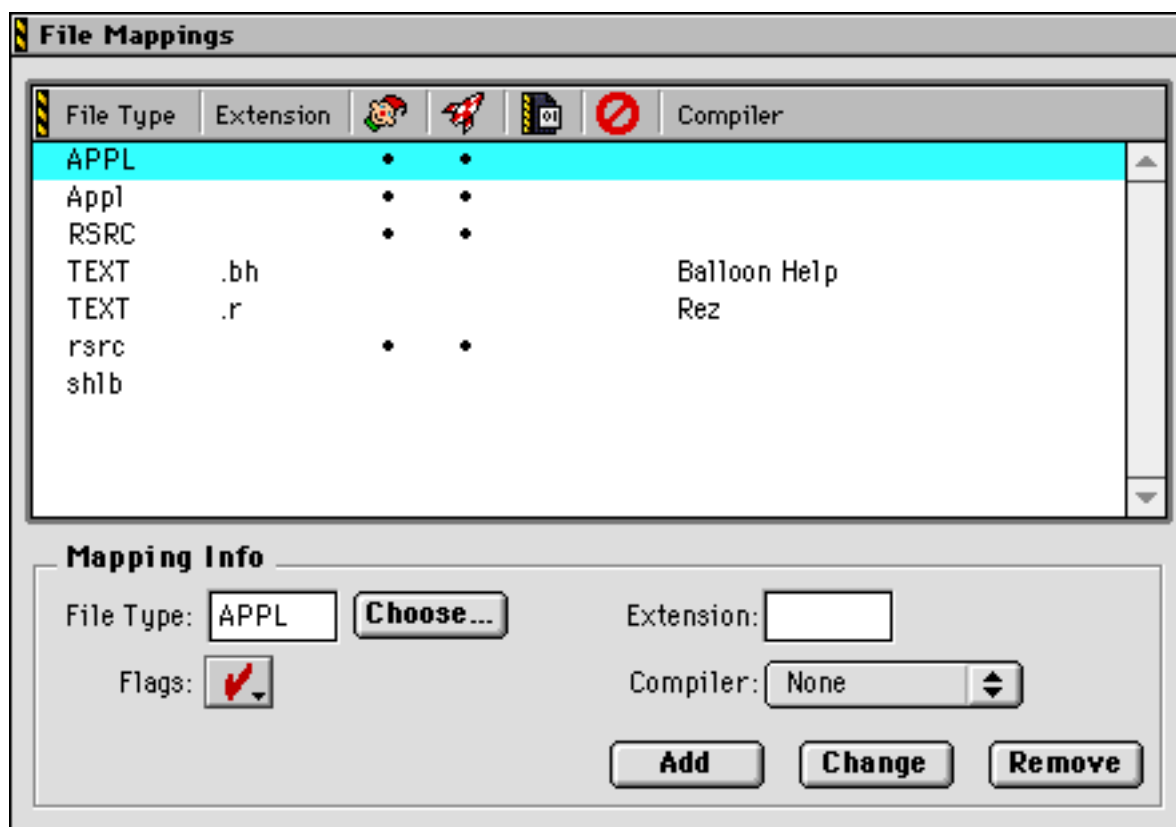 File Mappings
File Type Extension Compiler
APPL • •
Appl • •
RSRC • •
TEXT .bh Balloon Help
TEXT .r Rez
rsrc • •
shlb
Mapping Info
File Type: APPL Choose... Extension:
Flags: Compiler: None
Add Change Remove